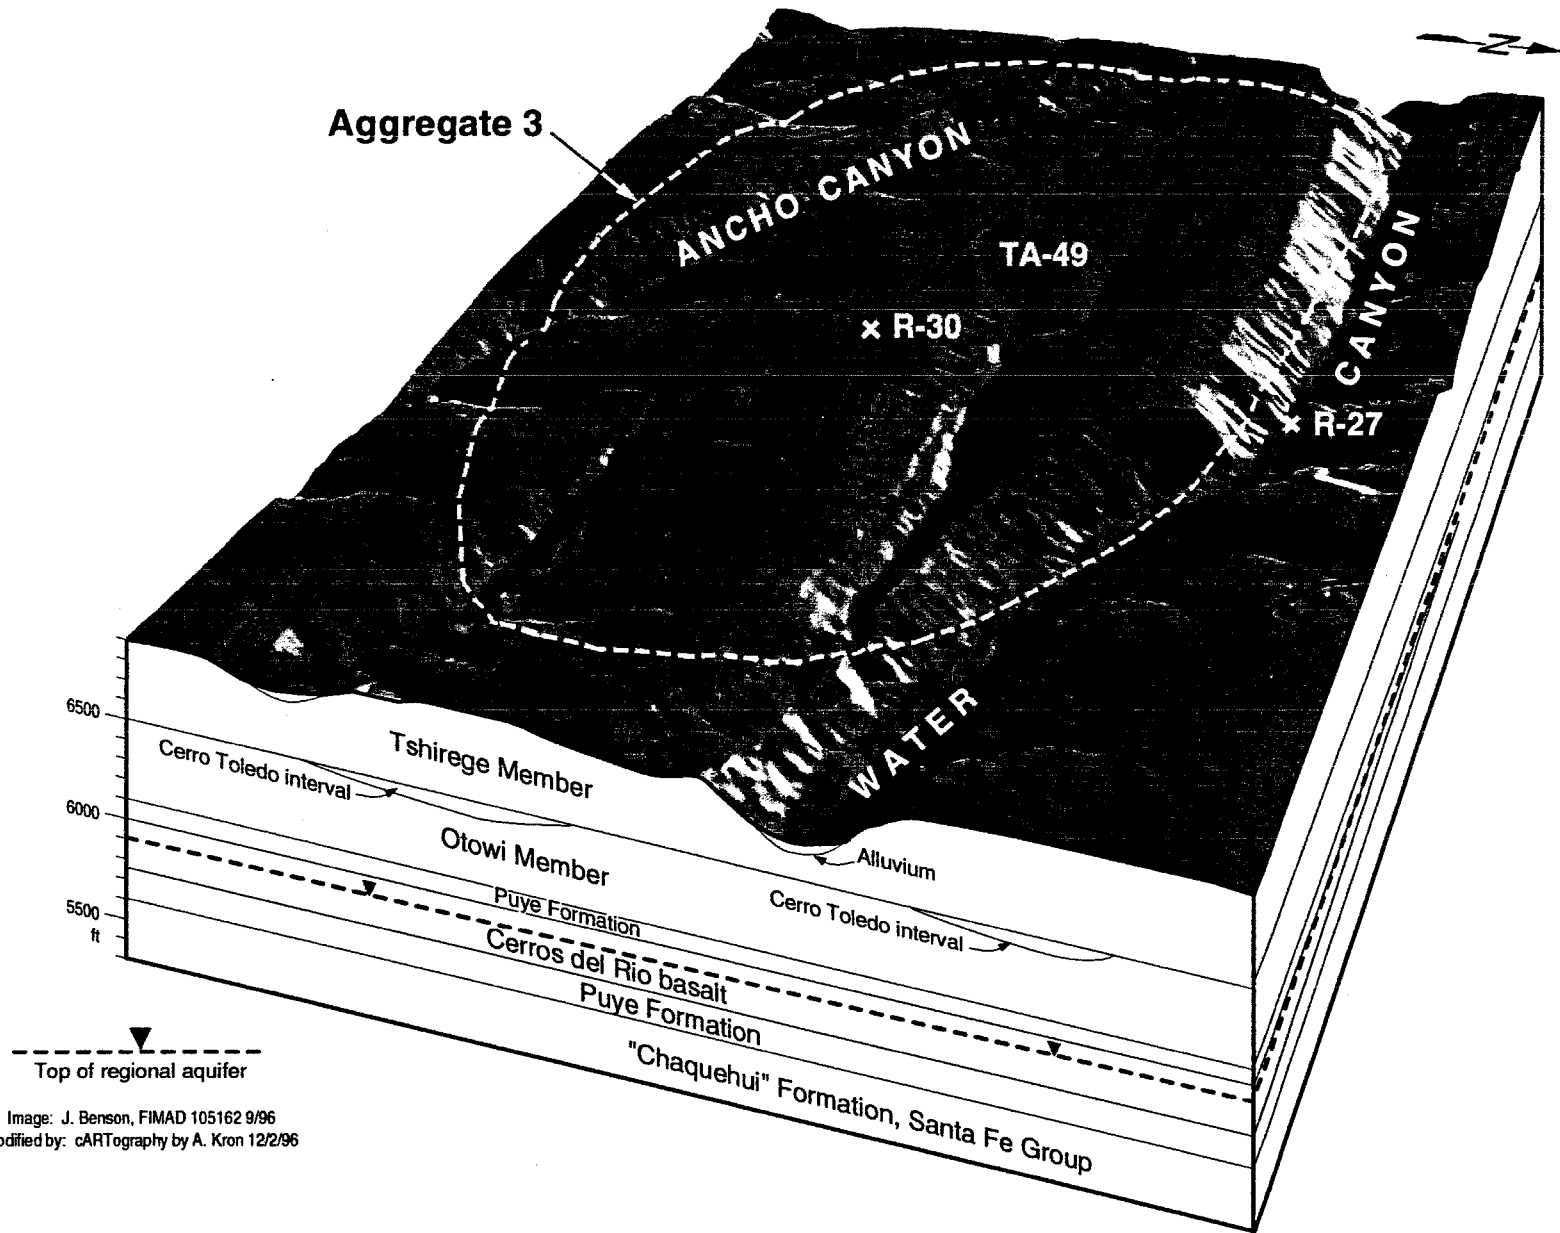 Z
Aggregate 3
ANCHO CANYON
TA-49
x R-30
CANYON
x R-27
WATER
6500
6000
5500
ft
Tshirege Member
Cerro Toledo interval
Otowi Member
Alluvium
Puye Formation
Cerro Toledo interval
Cerros del Rio basalt
Puye Formation
"Chaquehui" Formation, Santa Fe Group
Top of regional aquifer
Image: J. Benson, FIMAD 105162 9/96
odified by: cARTography by A. Kron 12/2/96